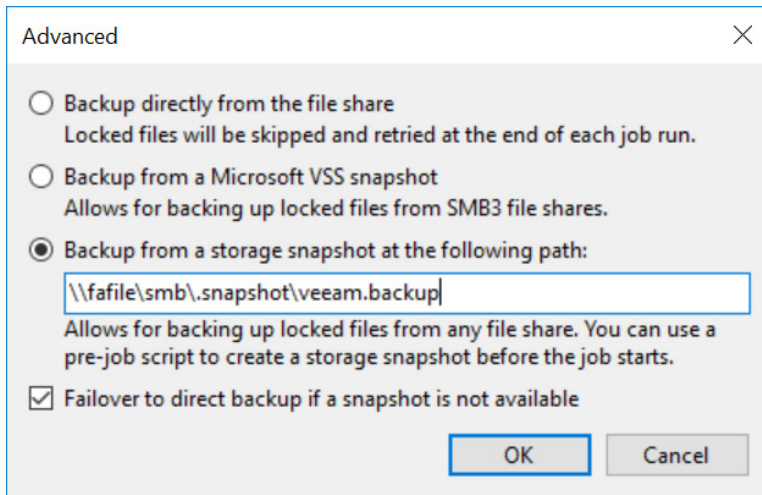 Advanced
Backup directly from the file share
Locked files will be skipped and retried at the end of each job run.
Backup from a Microsoft VSS snapshot
Allows for backing up locked files from SMB3 file shares.
Backup from a storage snapshot at the following path:
\\fafile\smb\.snapshot\veeam.backup
Allows for backing up locked files from any file share. You can use a
pre-job script to create a storage snapshot before the job starts.
Failover to direct backup if a snapshot is not available
OK
Cancel